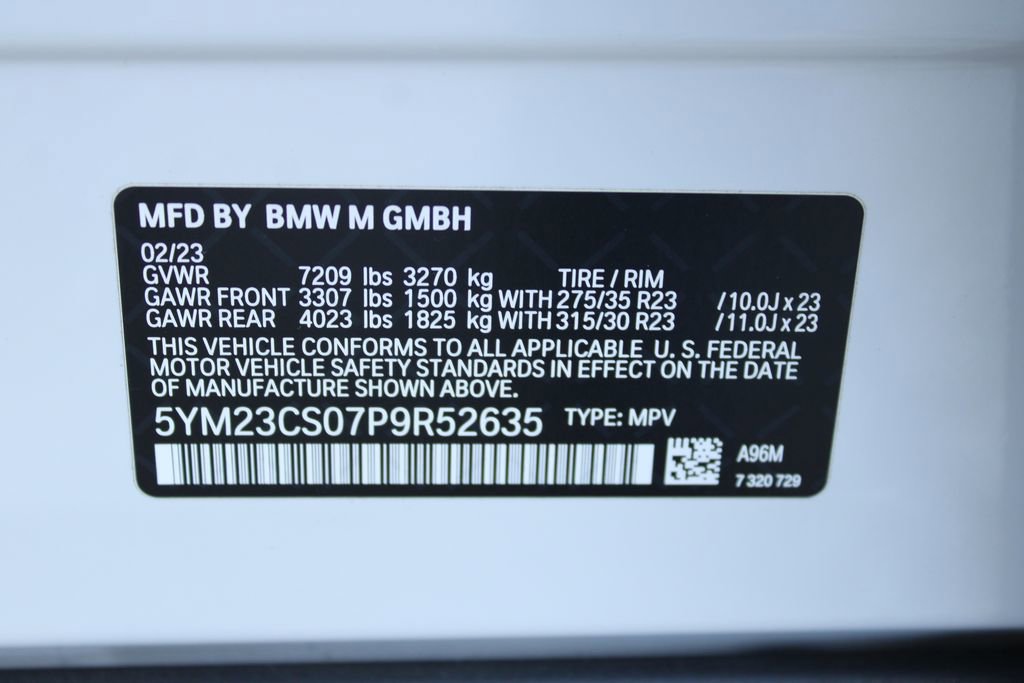 MFD BY BMW M GMBH
02/23
GVWR 7209 lbs 3270 kg TIRE / RIM
GAWR FRONT 3307 lbs 1500 kg WITH 275/35 R23 / 10.0J x 23
GAWR REAR 4023 lbs 1825 kg WITH 315/30 R23 / 11.0J x 23
THIS VEHICLE CONFORMS TO ALL APPLICABLE U. S. FEDERAL
MOTOR VEHICLE SAFETY STANDARDS IN EFFECT ON THE DATE
OF MANUFACTURE SHOWN ABOVE.
5YM23CS07P9R52635 TYPE: MPV
A96M
7 320 729